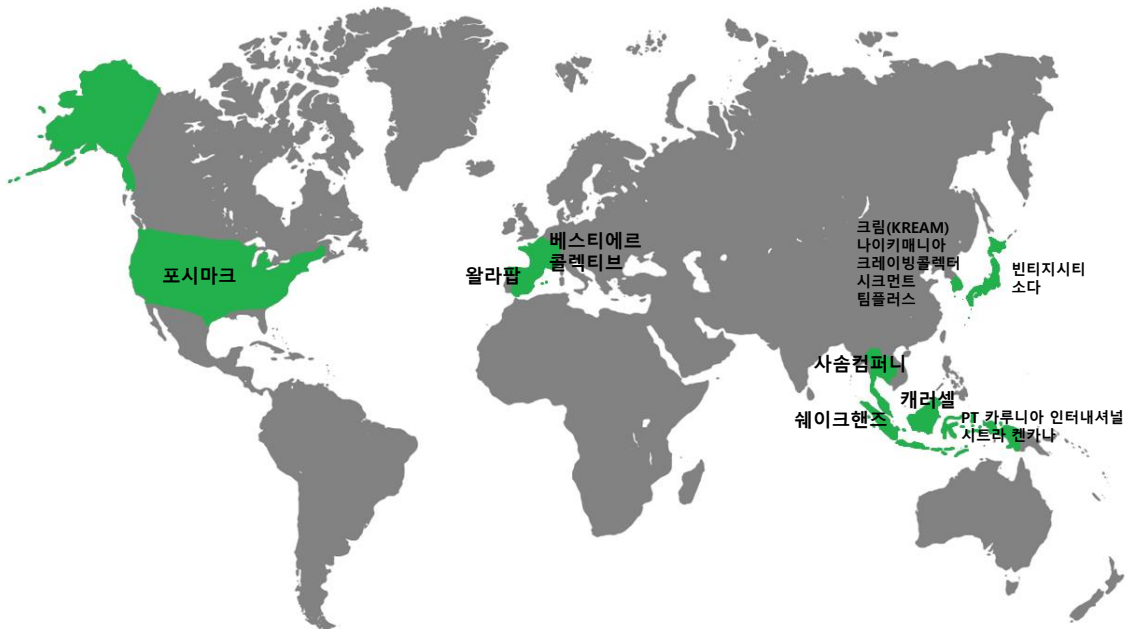 포시마크
왈라팝
베스티에르
콜렉티브
크림(KREAM)
나이키매니아
크레이빙콜렉터
시크먼트
팀플러스
빈티지시티
소다
사솜컴퍼니
캐러셀
쉐이크핸즈
PT 카루니아 인터내셔널
시트라 켄카나